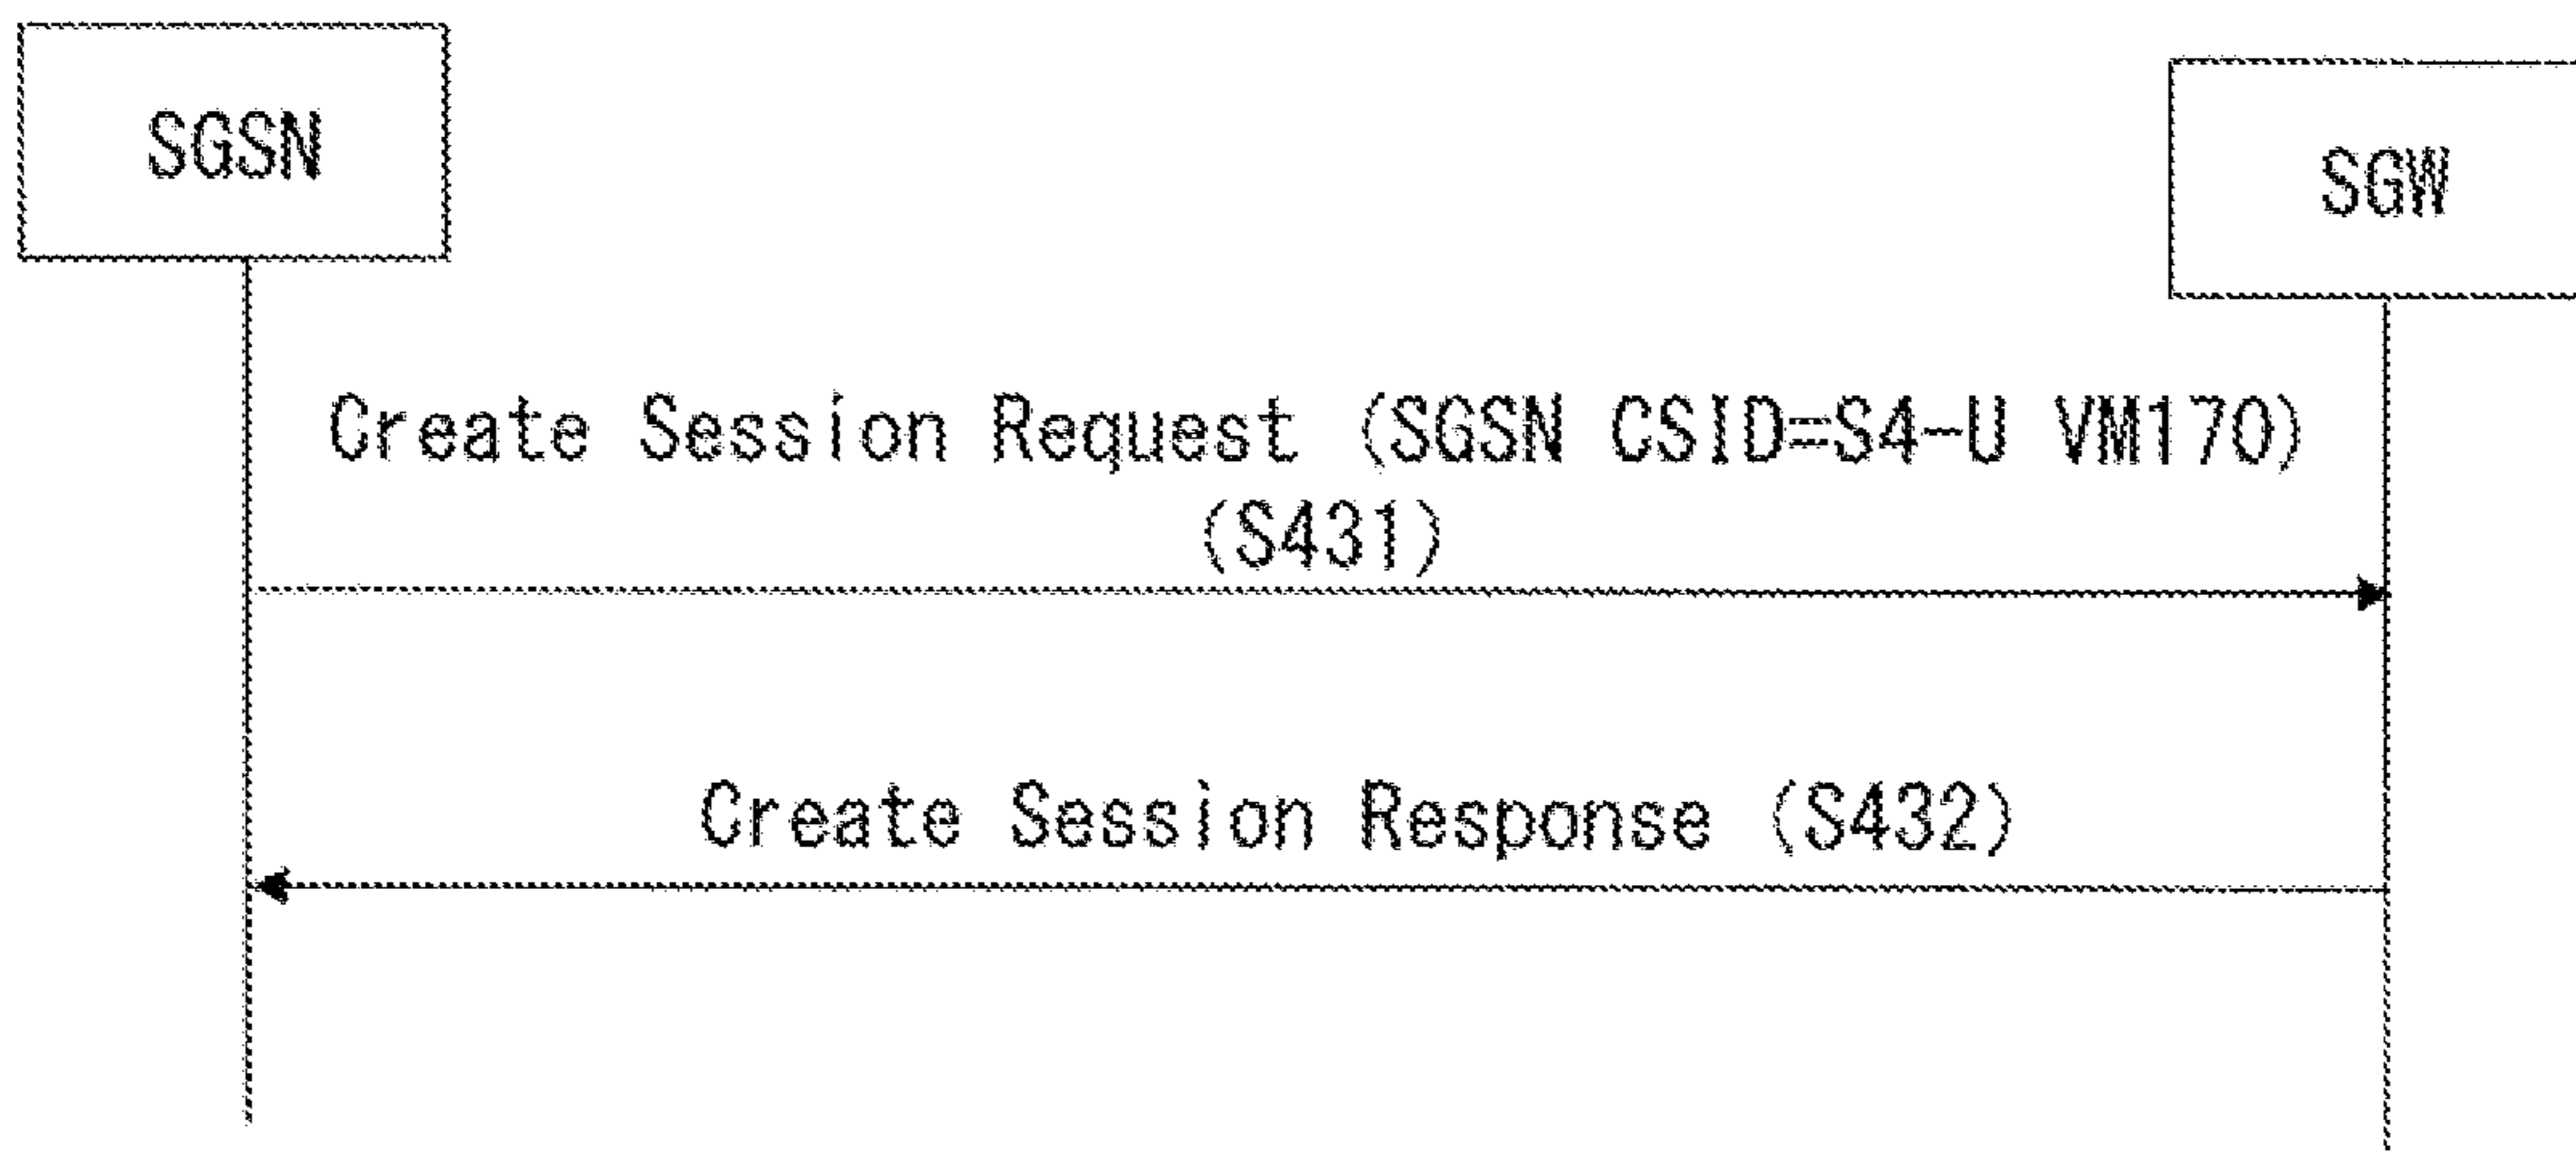 SGSN
SGW
Create Session Request (SGSN CSID=S4-U VM170)
(S431)
Create Session Response (S432)